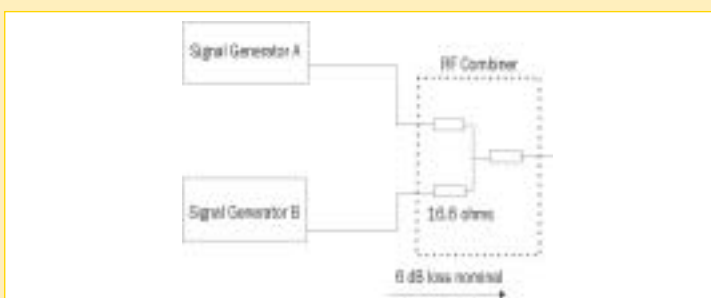 Signal Generator A
RF Combiner
Signal Generator B
16.6 ohms
6 dB loss nominal